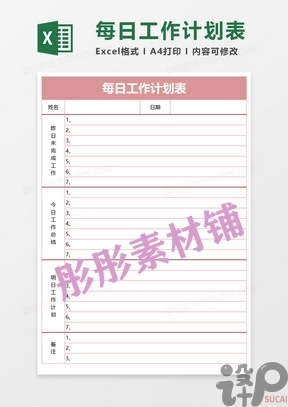 X
每日工作计划表
Excel格式丨A4打印丨内容可修改
每日工作计划表
姓名 日期
昨日未完成工作
1、
2、
3、
4、
5、
6、
7、
今日工作总结
1、
2、
3、
4、
5、
6、
7、
彤彤素材铺
明日工作计划
1、
2、
3、
4、
5、
6、
7、
备注
1、
2、
3、
设计P
SUCAI